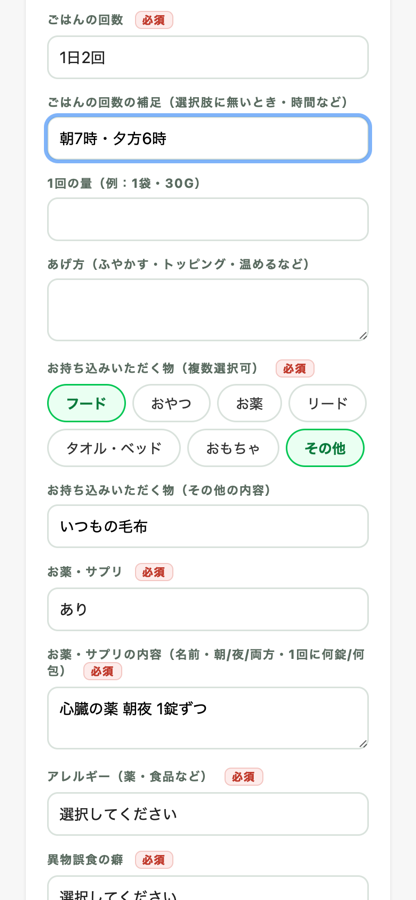 ごはんの回数 必須
1日2回
ごはんの回数の補足（選択肢に無いとき・時間など）
朝7時・夕方6時
1回の量（例：1袋・30G）
あげ方（ふやかす・トッピング・温めるなど）
お持ち込みいただく物（複数選択可） 必須
フード おやつ お薬 リード
タオル・ベッド おもちゃ その他
お持ち込みいただく物（その他の内容）
いつもの毛布
お薬・サプリ 必須
あり
お薬・サプリの内容（名前・朝/夜/両方・1回に何錠/何
包） 必須
心臓の薬 朝夜 1錠ずつ
アレルギー（薬・食品など） 必須
選択してください
異物誤食の癖 必須
選択してください